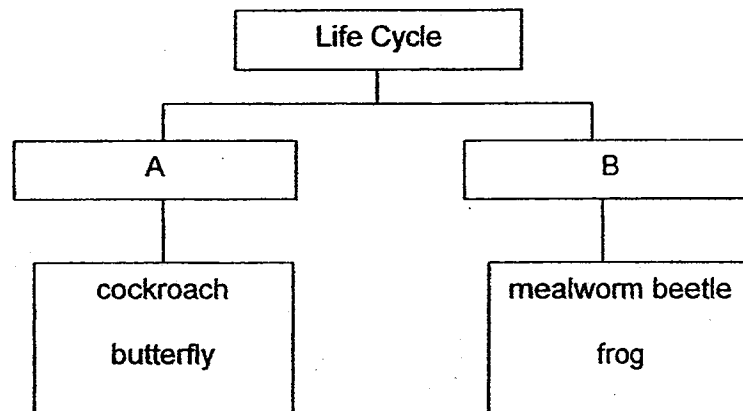 Life Cycle
A
B
cockroach
butterfly
mealworm beetle
frog